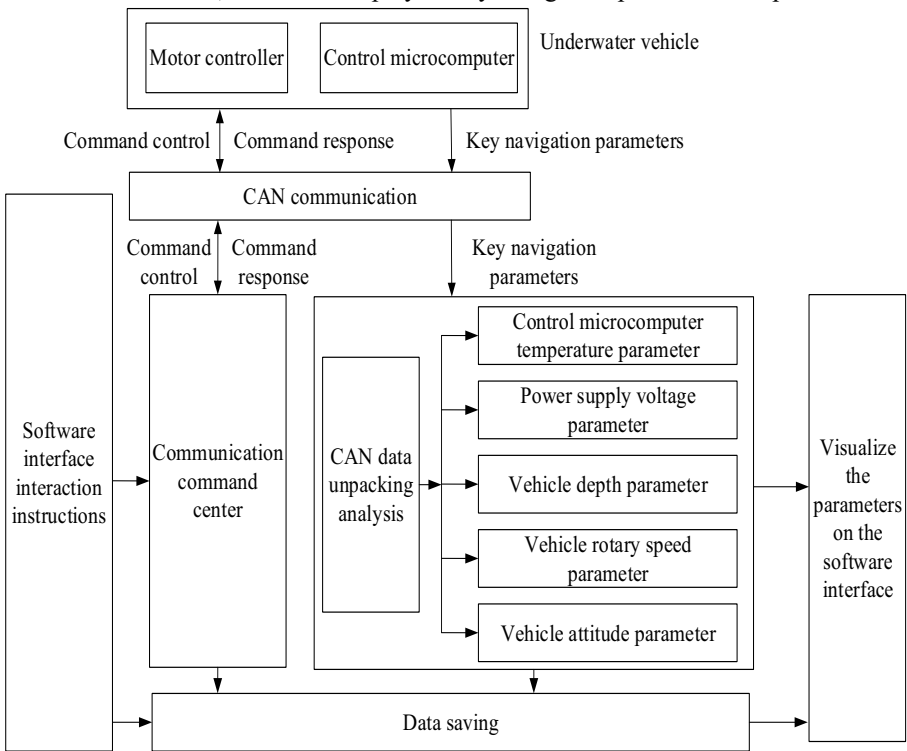 Underwater vehicle
Motor controller
Control microcomputer
Command control
Command response
Key navigation parameters
CAN communication
Command
control
Command
response
Key navigation
parameters
Software
interface
interaction
instructions
Communication
command
center
CAN data
unpacking
analysis
Control microcomputer
temperature parameter
Power supply voltage
parameter
Vehicle depth parameter
Vehicle rotary speed
parameter
Vehicle attitude parameter
Visualize
the
parameters
on the
software
interface
Data saving